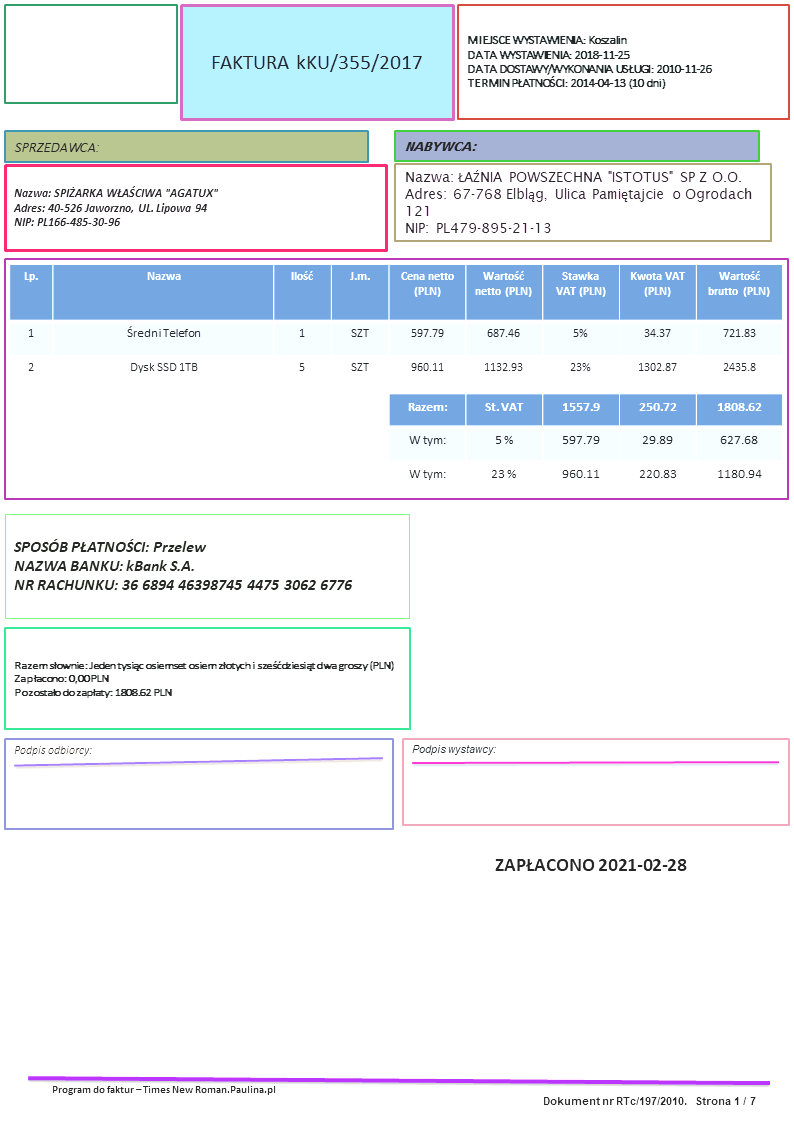 FAKTURA kKU/355/2017
MIEJSCE WYSTAWIENIA: Koszalin
DATA WYSTAWIENIA: 2018-11-25
DATA DOSTAWY/WYKONANIA USŁUGI: 2010-11-26
TERMIN PŁATNOŚCI: 2014-04-13 (10 dni)
SPRZEDAWCA:
Nazwa: SPIŻARKA WŁAŚCIWA "AGATUX"
Adres: 40-526 Jaworzno, UL. Lipowa 94
NIP: PL166-485-30-96
NABYWCA:
Nazwa: ŁAŹNIA POWSZECHNA "ISTOTUS" SP Z O.O.
Adres: 67-768 Elbląg, Ulica Pamiętajcie o Ogrodach
121
NIP: PL479-895-21-13
Lp. Nazwa Ilość J.m. Cena netto Wartość Stawka Kwota VAT Wartość
(PLN) netto (PLN) VAT (PLN) (PLN) brutto (PLN)
1 Średni Telefon 1 SZT 597.79 687.46 5% 34.37 721.83
2 Dysk SSD 1TB 5 SZT 960.11 1132.93 23% 1302.87 2435.8
Razem: St. VAT 1557.9 250.72 1808.62
W tym: 5 % 597.79 29.89 627.68
W tym: 23 % 960.11 220.83 1180.94
SPOSÓB PŁATNOŚCI: Przelew
NAZWA BANKU: kBank S.A.
NR RACHUNKU: 36 6894 46398745 4475 3062 6776
Razem słownie: Jeden tysiąc osiemset osiem złotych i sześćdziesiąt dwa groszy (PLN)
Zapłacono: 0,00 PLN
Pozostało do zapłaty: 1808.62 PLN
Podpis odbiorcy:
Podpis wystawcy:
ZAPŁACONO 2021-02-28
Program do faktur – Times New Roman.Paulina.pl
Dokument nr RTc/197/2010. Strona 1 / 7